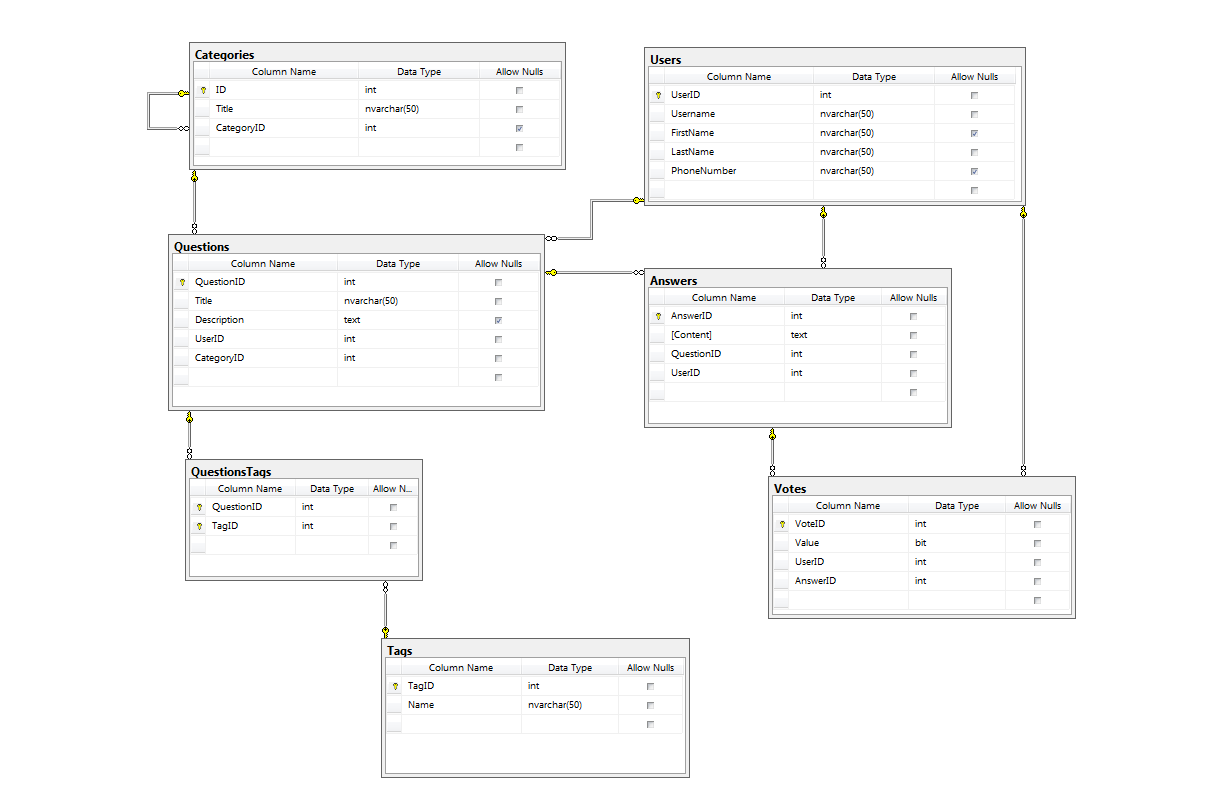 Categories
Column Name Data Type Allow Nulls
ID int
Title nvarchar(50)
CategoryID int
Users
Column Name Data Type Allow Nulls
UserID int
Username nvarchar(50)
FirstName nvarchar(50)
LastName nvarchar(50)
PhoneNumber nvarchar(50)
Questions
Column Name Data Type Allow Nulls
QuestionID int
Title nvarchar(50)
Description text
UserID int
CategoryID int
Answers
Column Name Data Type Allow Nulls
AnswerID int
[Content] text
QuestionID int
UserID int
QuestionsTags
Column Name Data Type Allow N...
QuestionID int
TagID int
Votes
Column Name Data Type Allow Nulls
VoteID int
Value bit
UserID int
AnswerID int
Tags
Column Name Data Type Allow Nulls
TagID int
Name nvarchar(50)